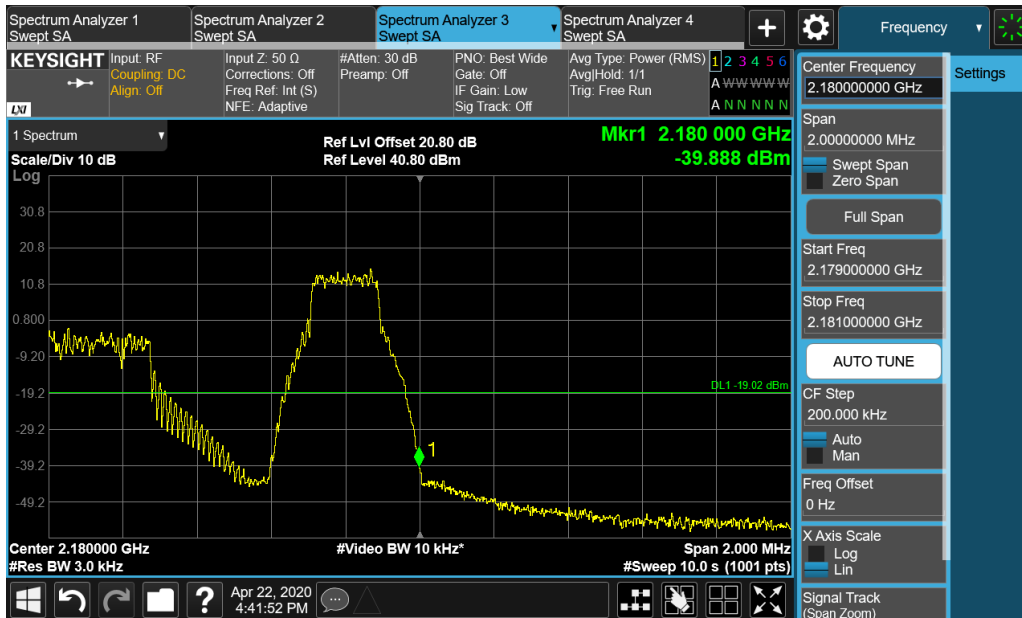 Spectrum Analyzer 1
Swept SA
Spectrum Analyzer 2
Swept SA
Spectrum Analyzer 3
Swept SA
Spectrum Analyzer 4
Swept SA
+
Frequency
KEYSIGHT
LXI
Input: RF
Coupling: DC
Align: Off
Input Z: 50 Ω
Corrections: Off
Freq Ref: Int (S)
NFE: Adaptive
#Atten: 30 dB
Preamp: Off
PNO: Best Wide
Gate: Off
IF Gain: Low
Sig Track: Off
Avg Type: Power (RMS)
Avg|Hold: 1/1
Trig: Free Run
1 2 3 4 5 6
A W W W W W
A N N N N N
1 Spectrum
Scale/Div 10 dB
Log
Ref Lvl Offset 20.80 dB
Ref Level 40.80 dBm
Mkr1 2.180 000 GHz
-39.888 dBm
30.8
20.8
10.8
0.800
-9.20
-19.2
-29.2
-39.2
-49.2
DL1 -19.02 dBm
1
Center 2.180000 GHz
#Res BW 3.0 kHz
#Video BW 10 kHz*
Span 2.000 MHz
#Sweep 10.0 s (1001 pts)
Center Frequency
2.180000000 GHz
Settings
Span
2.00000000 MHz
Swept Span
Zero Span
Full Span
Start Freq
2.179000000 GHz
Stop Freq
2.181000000 GHz
AUTO TUNE
CF Step
200.000 kHz
Auto
Man
Freq Offset
0 Hz
X Axis Scale
Log
Lin
Signal Track
(Span Zoom)
?
Apr 22, 2020
4:41:52 PM